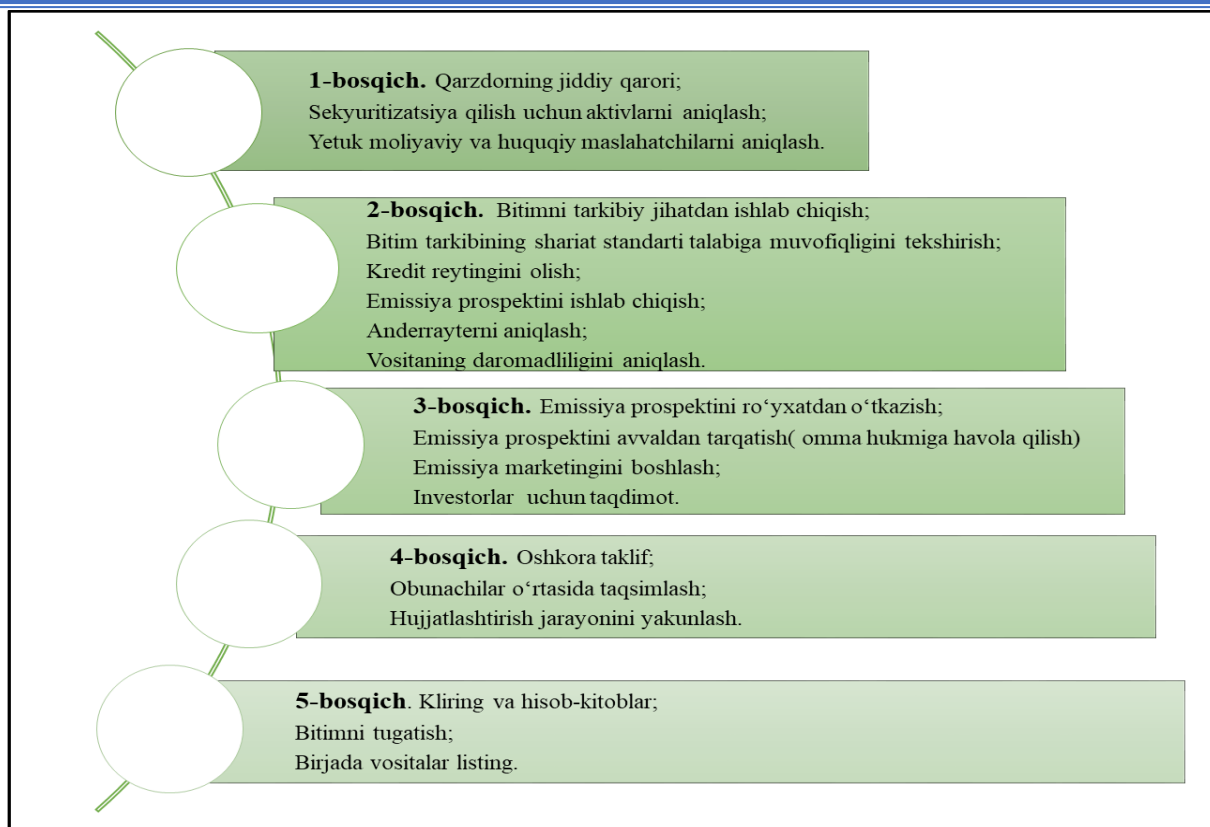 1-bosqich. Qarzdorning jiddiy qarori;
Sekyuritizatsiya qilish uchun aktivlarni aniqlash;
Yetuk moliyaviy va huquqiy maslahatchilarni aniqlash.
2-bosqich. Bitimni tarkibiy jihatdan ishlab chiqish;
Bitim tarkibining shariat standarti talabiga muvofiqligini tekshirish;
Kredit reytingini olish;
Emissiya prospektini ishlab chiqish;
Anderrayterni aniqlash;
Vositaning daromadliligini aniqlash.
3-bosqich. Emissiya prospektini ro‘yxatdan o‘tkazish;
Emissiya prospektini avvaldan tarqatish( omma hukmiga havola qilish)
Emissiya marketingini boshlash;
Investorlar uchun taqdimot.
4-bosqich. Oshkora taklif;
Obunachilar o‘rtasida taqsimlash;
Hujjatlashtirish jarayonini yakunlash.
5-bosqich. Kliring va hisob-kitoblar;
Bitimni tugatish;
Birjada vositalar listing.